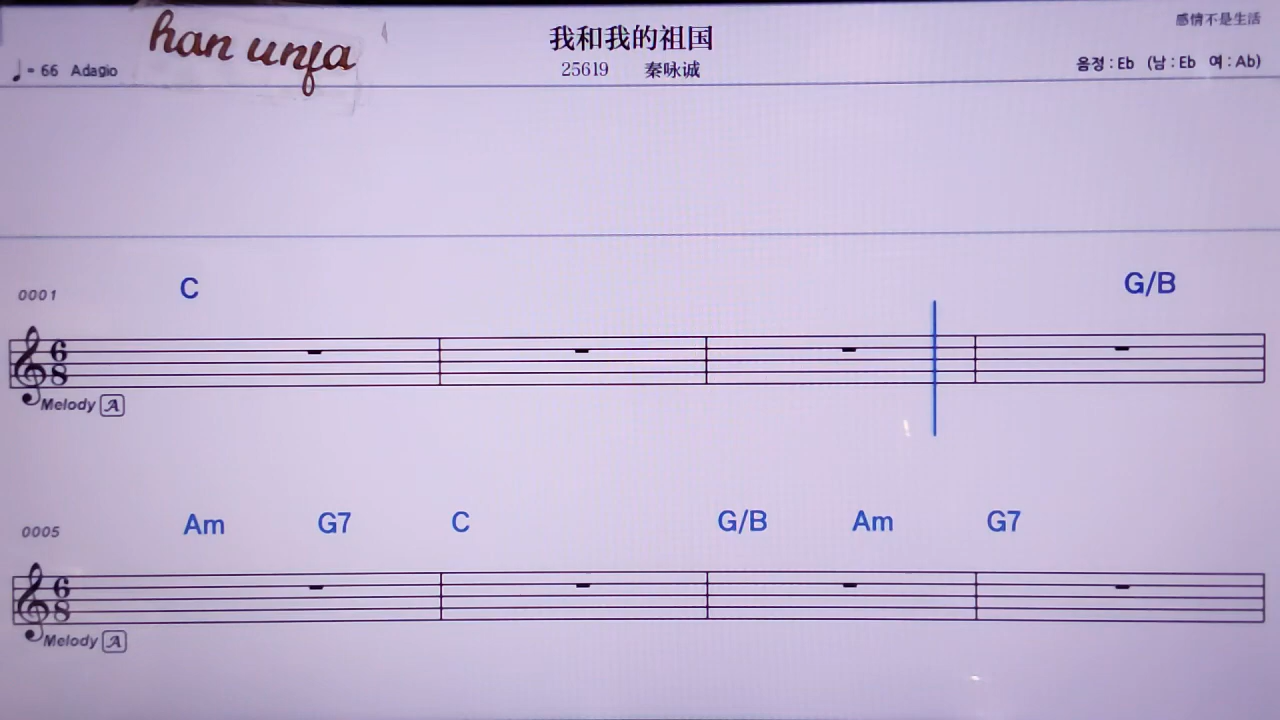 han unfa
我和我的祖国
感情不是生活
♩= 66 Adagio
25619 秦咏诚
음정 : Eb (남 : Eb 여 : Ab)
0001
C G/B
6
8
Melody A
0005
Am G7 C G/B Am G7
6
8
Melody A